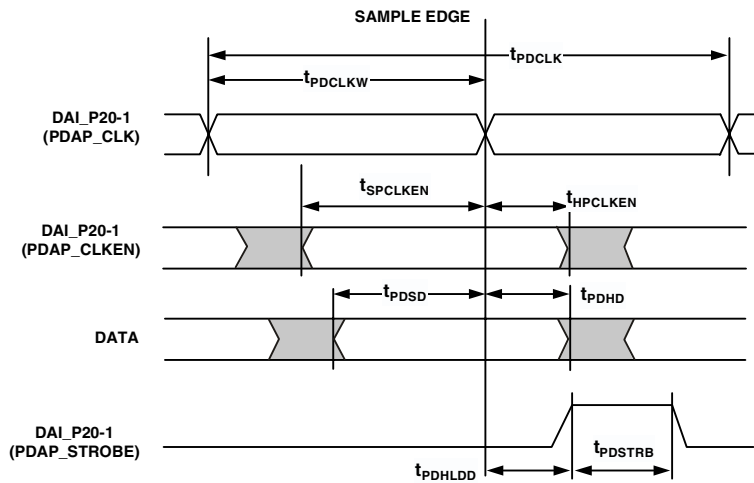 SAMPLE EDGE
tPDCLK
tPDCLKW
DAI_P20-1
(PDAP_CLK)
tSPCLKEN
tHPCLKEN
DAI_P20-1
(PDAP_CLKEN)
tPDSD
tPDHD
DATA
DAI_P20-1
(PDAP_STROBE)
tPDSTRB
tPDHLDD